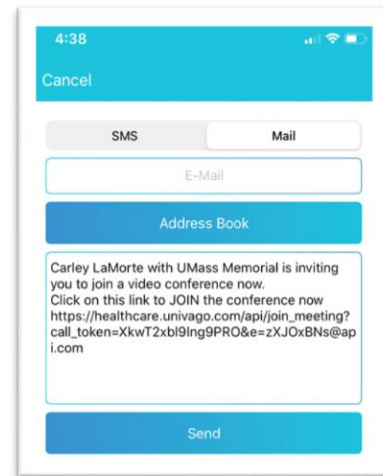 4:38
Cancel
SMS Mail
E-Mail
Address Book
Carley LaMorte with UMass Memorial is inviting
you to join a video conference now.
Click on this link to JOIN the conference now
https://healthcare.univago.com/api/join_meeting?
call_token=XkwT2xbl9lng9PRO&e=zXJOxBNs@ap
i.com
Send